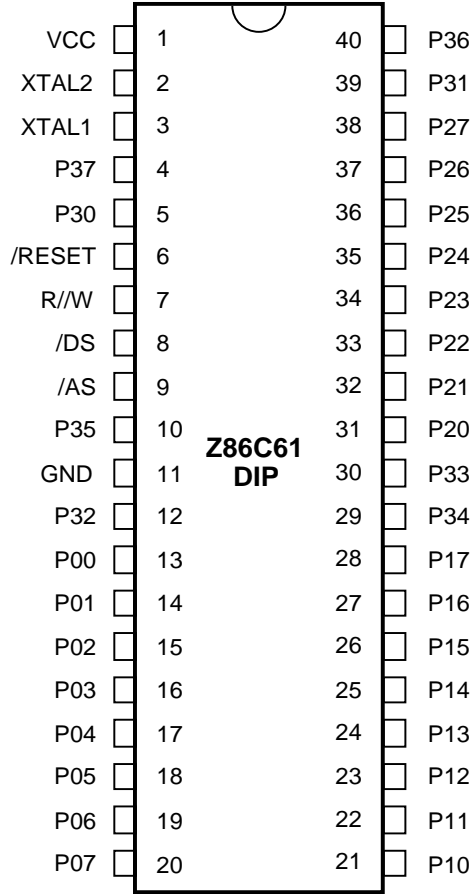 VCC 1 40 P36
XTAL2 2 39 P31
XTAL1 3 38 P27
P37 4 37 P26
P30 5 36 P25
/RESET 6 35 P24
R//W 7 34 P23
/DS 8 33 P22
/AS 9 32 P21
P35 10 31 P20
Z86C61
GND 11 30 P33
DIP
P32 12 29 P34
P00 13 28 P17
P01 14 27 P16
P02 15 26 P15
P03 16 25 P14
P04 17 24 P13
P05 18 23 P12
P06 19 22 P11
P07 20 21 P10